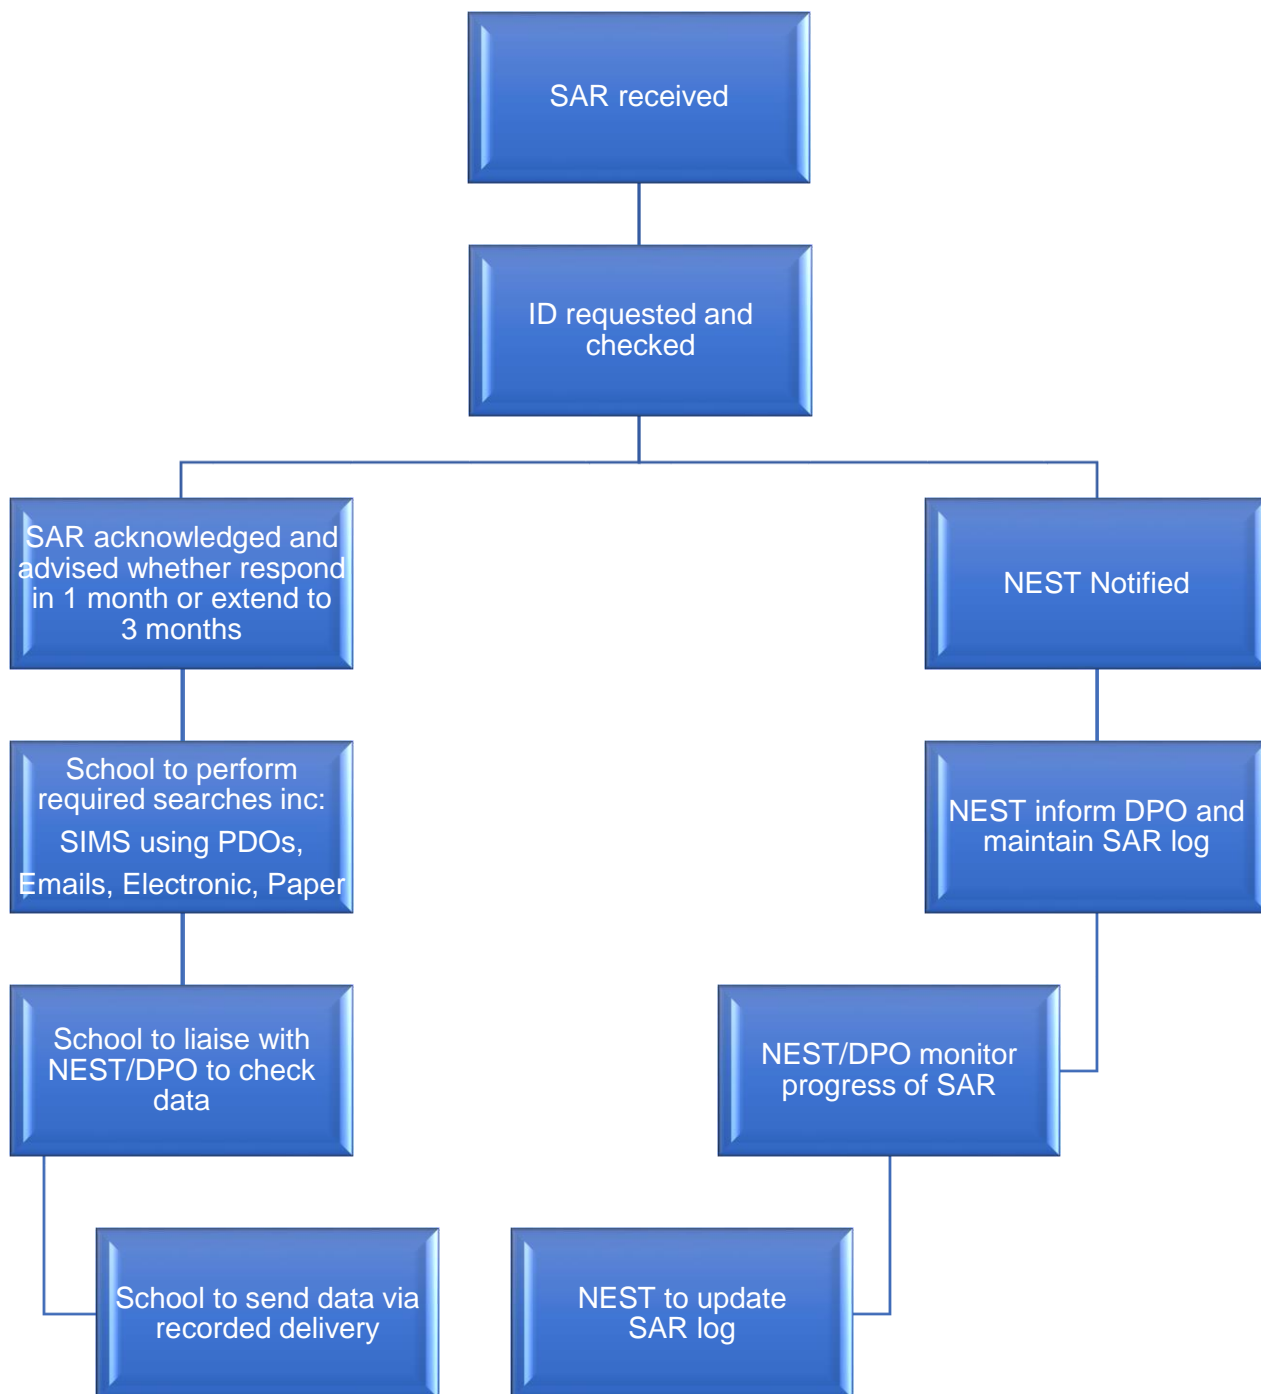 SAR received
ID requested and
checked
SAR acknowledged and
advised whether respond
in 1 month or extend to
3 months
NEST Notified
School to perform
required searches inc:
SIMS using PDOs,
Emails, Electronic, Paper
NEST inform DPO and
maintain SAR log
School to liaise with
NEST/DPO to check
data
NEST/DPO monitor
progress of SAR
School to send data via
recorded delivery
NEST to update
SAR log